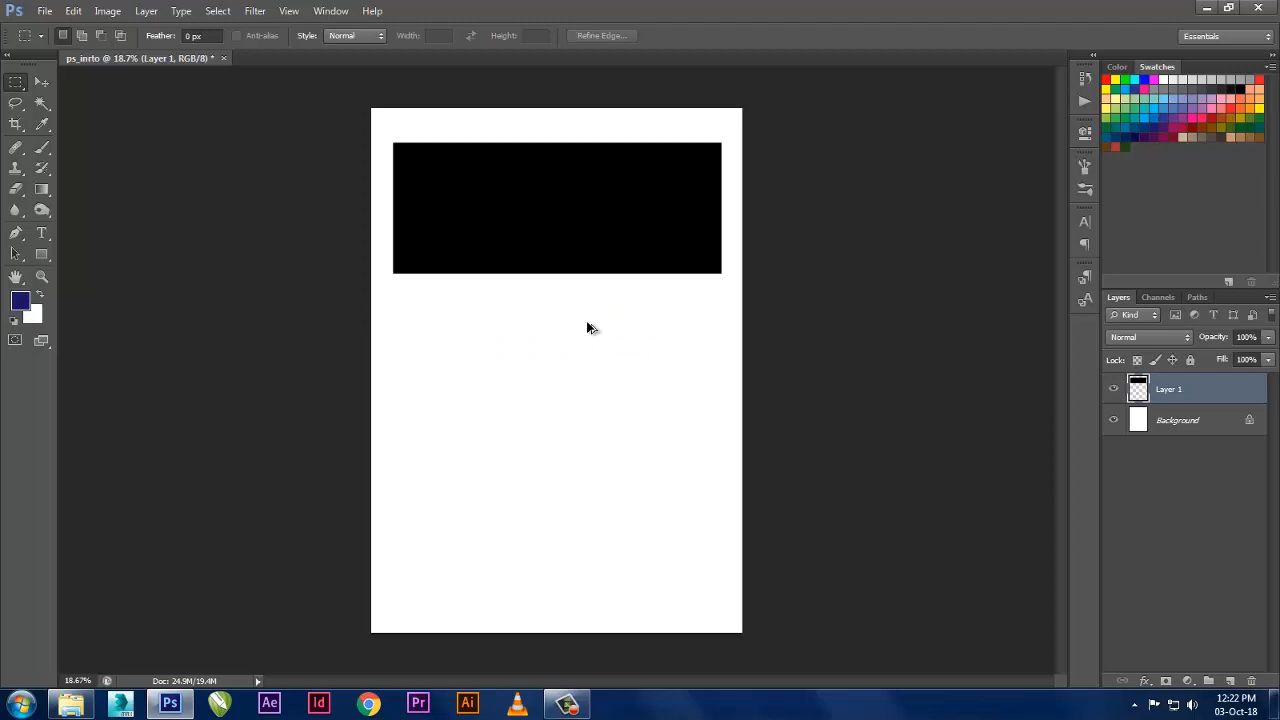 Ps File Edit Image Layer Type Select Filter View Window Help
Feather: 0 px Anti-alias Style: Normal Width: Height: Refine Edge... Essentials
ps_inrto @ 18.7% (Layer 1, RGB/8) * ×
Color Swatches
Layers Channels Paths
Kind
Normal Opacity: 100%
Lock: Fill: 100%
Layer 1
Background
18.67% Doc: 24.9M/19.4M
Ps Ae Id Pr Ai
12:22 PM
03-Oct-18